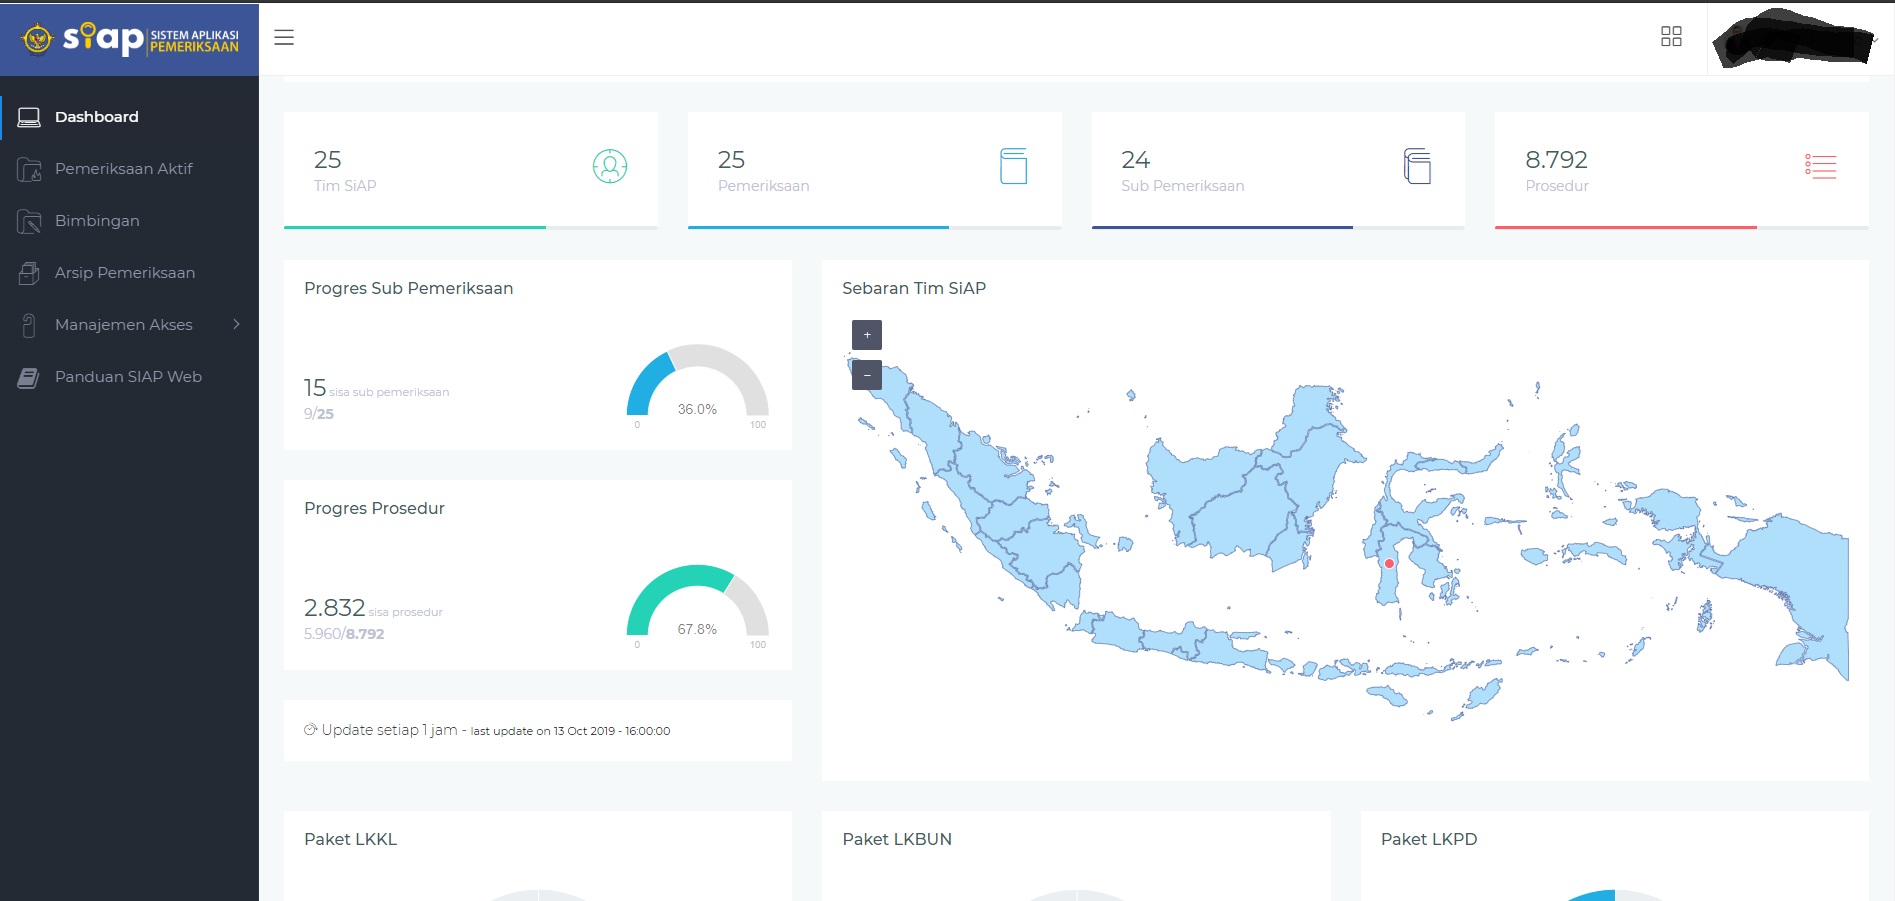 siap SISTEM APLIKASI
PEMERIKSAAN
Dashboard
Pemeriksaan Aktif
Bimbingan
Arsip Pemeriksaan
Manajemen Akses
Panduan SIAP Web
25
Tim SiAP
25
Pemeriksaan
24
Sub Pemeriksaan
8.792
Prosedur
Progres Sub Pemeriksaan
15 sisa sub pemeriksaan
9/25
36.0%
0
100
Progres Prosedur
2.832 sisa prosedur
5.960/8.792
67.8%
0
100
Update setiap 1 jam - last update on 13 Oct 2019 - 16:00:00
Sebaran Tim SiAP
+
−
Paket LKKL
Paket LKBUN
Paket LKPD